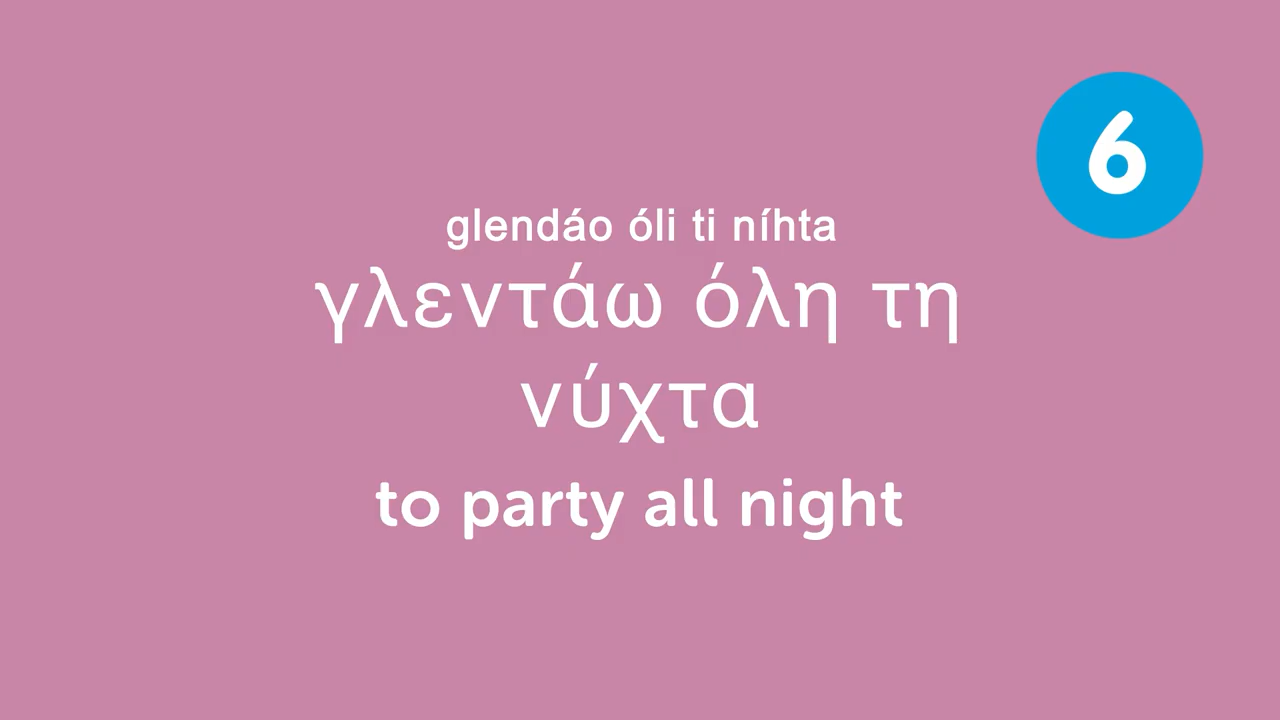 6
glendáo óli ti níhta
γλεντάω όλη τη
νύχτα
to party all night